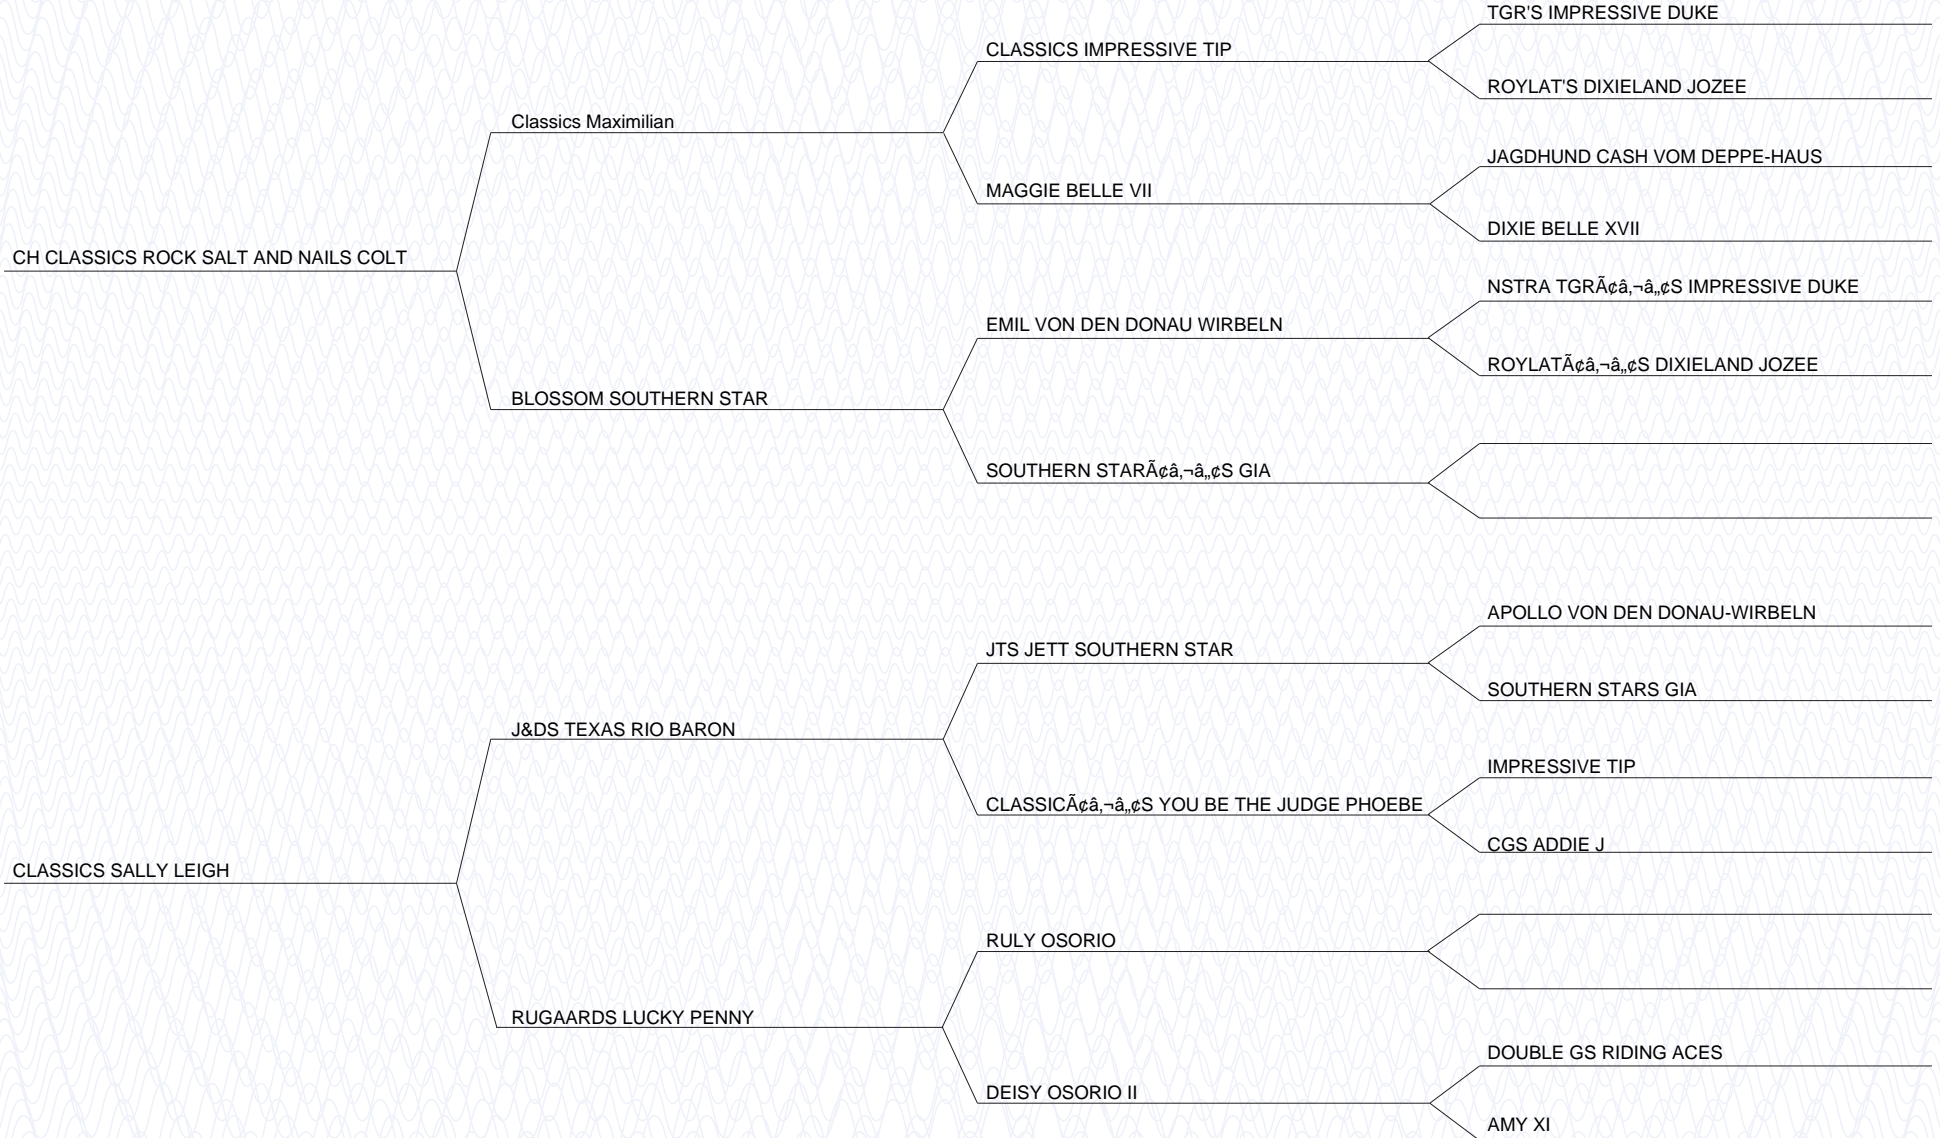 TGR'S IMPRESSIVE DUKE
CLASSICS IMPRESSIVE TIP
ROYLAT'S DIXIELAND JOZEE
Classics Maximilian
JAGDHUND CASH VOM DEPPE-HAUS
MAGGIE BELLE VII
DIXIE BELLE XVII
CH CLASSICS ROCK SALT AND NAILS COLT
NSTRA TGRÃ¢â‚¬â„¢S IMPRESSIVE DUKE
EMIL VON DEN DONAU WIRBELN
ROYLATÃ¢â‚¬â„¢S DIXIELAND JOZEE
BLOSSOM SOUTHERN STAR
SOUTHERN STARÃ¢â‚¬â„¢S GIA
APOLLO VON DEN DONAU-WIRBELN
JTS JETT SOUTHERN STAR
SOUTHERN STARS GIA
J&DS TEXAS RIO BARON
IMPRESSIVE TIP
CLASSICÃ¢â‚¬â„¢S YOU BE THE JUDGE PHOEBE
CGS ADDIE J
CLASSICS SALLY LEIGH
RULY OSORIO
RUGAARDS LUCKY PENNY
DOUBLE GS RIDING ACES
DEISY OSORIO II
AMY XI